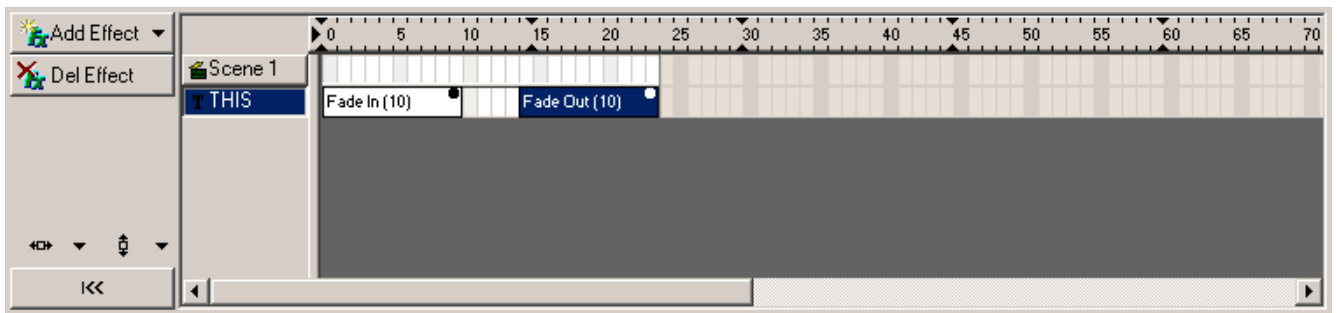 Add Effect
0 5 10 15 20 25 30 35 40 45 50 55 60 65 70
Del Effect
Scene 1
T THIS
Fade In (10) Fade Out (10)